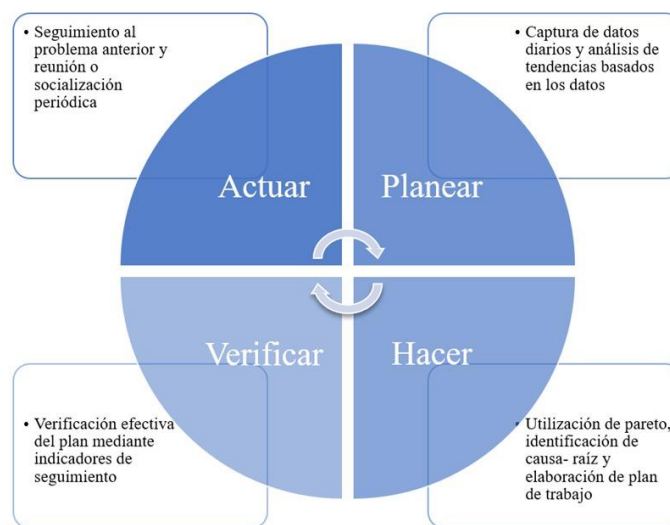 • Seguimiento al
problema anterior y
reunión o
socialización
periódica
• Captura de datos
diarios y análisis de
tendencias basados
en los datos
Actuar
Planear
Verificar
Hacer
• Verificación efectiva
del plan mediante
indicadores de
seguimiento
• Utilización de pareto,
identificación de
causa- raíz y
elaboración de plan
de trabajo